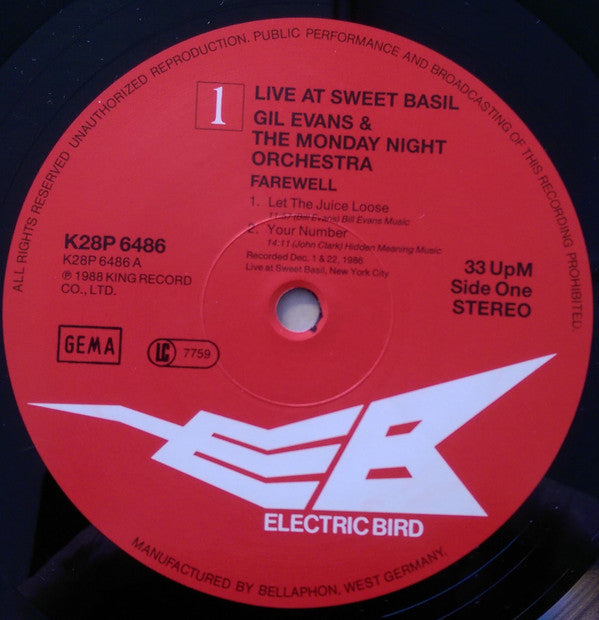 ALL RIGHTS RESERVED UNAUTHORIZED REPRODUCTION. PUBLIC PERFORMANCE AND BROADCASTING OF THIS RECORDING PROHIBITED.
1
LIVE AT SWEET BASIL
GIL EVANS &
THE MONDAY NIGHT
ORCHESTRA
FAREWELL
1. Let The Juice Loose
11:57 (Bill Evans) Bill Evans Music
2. Your Number
14:11 (John Clark) Hidden Meaning Music
Recorded Dec. 1 & 22, 1986
Live at Sweet Basil, New York City
K28P 6486
K28P 6486 A
℗ 1988 KING RECORD
CO., LTD.
33 UpM
Side One
STEREO
GEMA
LC 7759
EB
ELECTRIC BIRD
MANUFACTURED BY BELLAPHON, WEST GERMANY.